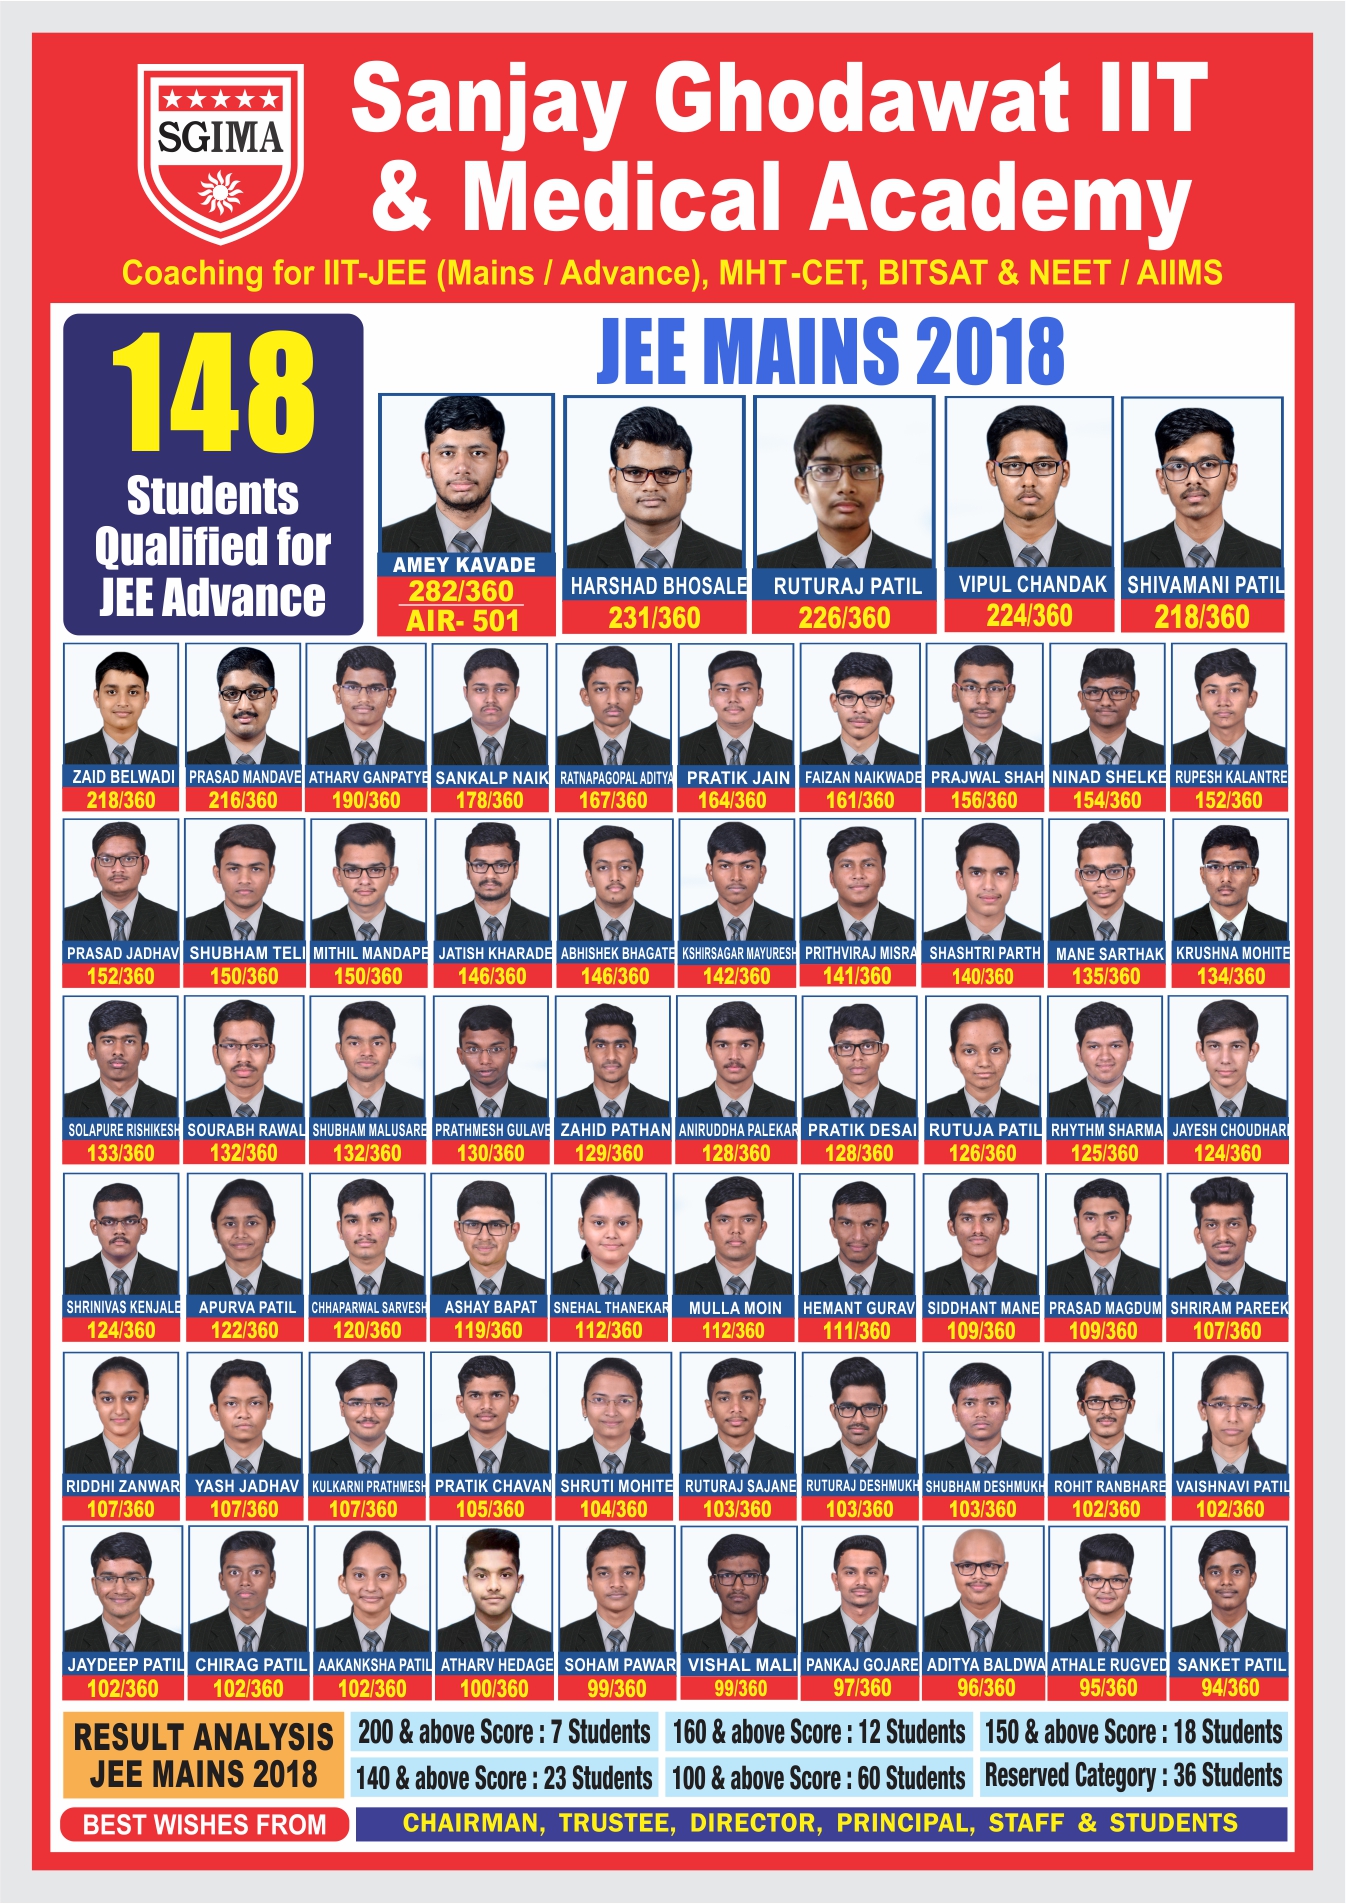 SGIMA
Sanjay Ghodawat IIT
& Medical Academy
Coaching for IIT-JEE (Mains / Advance), MHT-CET, BITSAT & NEET / AIIMS
148
Students
Qualified for
JEE Advance
JEE MAINS 2018
AMEY KAVADE
282/360
AIR- 501
HARSHAD BHOSALE
231/360
RUTURAJ PATIL
226/360
VIPUL CHANDAK
224/360
SHIVAMANI PATIL
218/360
ZAID BELWADI PRASAD MANDAVE ATHARV GANPATYE SANKALP NAIK RATNAPAGOPAL ADITYA PRATIK JAIN FAIZAN NAIKWADE PRAJWAL SHAH NINAD SHELKE RUPESH KALANTRE
218/360 216/360 190/360 178/360 167/360 164/360 161/360 156/360 154/360 152/360
PRASAD JADHAV SHUBHAM TELI MITHIL MANDAPE JATISH KHARADE ABHISHEK BHAGATE KSHIRSAGAR MAYURESH PRITHVIRAJ MISRA SHASHTRI PARTH MANE SARTHAK KRUSHNA MOHITE
152/360 150/360 150/360 146/360 146/360 142/360 141/360 140/360 135/360 134/360
SOLAPURE RISHIKESH SOURABH RAWAL SHUBHAM MALUSARE PRATHMESH GULAVE ZAHID PATHAN ANIRUDDHA PALEKAR PRATIK DESAI RUTUJA PATIL RHYTHM SHARMA JAYESH CHOUDHARI
133/360 132/360 132/360 130/360 129/360 128/360 128/360 126/360 125/360 124/360
SHRINIVAS KENJALE APURVA PATIL CHHAPARWAL SARVESH ASHAY BAPAT SNEHAL THANEKAR MULLA MOIN HEMANT GURAV SIDDHANT MANE PRASAD MAGDUM SHRIRAM PAREEK
124/360 122/360 120/360 119/360 112/360 112/360 111/360 109/360 109/360 107/360
RIDDHI ZANWAR YASH JADHAV KULKARNI PRATHMESH PRATIK CHAVAN SHRUTI MOHITE RUTURAJ SAJANE RUTURAJ DESHMUKH SHUBHAM DESHMUKH ROHIT RANBHARE VAISHNAVI PATIL
107/360 107/360 107/360 105/360 104/360 103/360 103/360 103/360 102/360 102/360
JAYDEEP PATIL CHIRAG PATIL AAKANKSHA PATIL ATHARV HEDAGE SOHAM PAWAR VISHAL MALI PANKAJ GOJARE ADITYA BALDWA ATHALE RUGVED SANKET PATIL
102/360 102/360 102/360 100/360 99/360 99/360 97/360 96/360 95/360 94/360
RESULT ANALYSIS
JEE MAINS 2018
200 & above Score : 7 Students 160 & above Score : 12 Students 150 & above Score : 18 Students
140 & above Score : 23 Students 100 & above Score : 60 Students Reserved Category : 36 Students
BEST WISHES FROM CHAIRMAN, TRUSTEE, DIRECTOR, PRINCIPAL, STAFF & STUDENTS